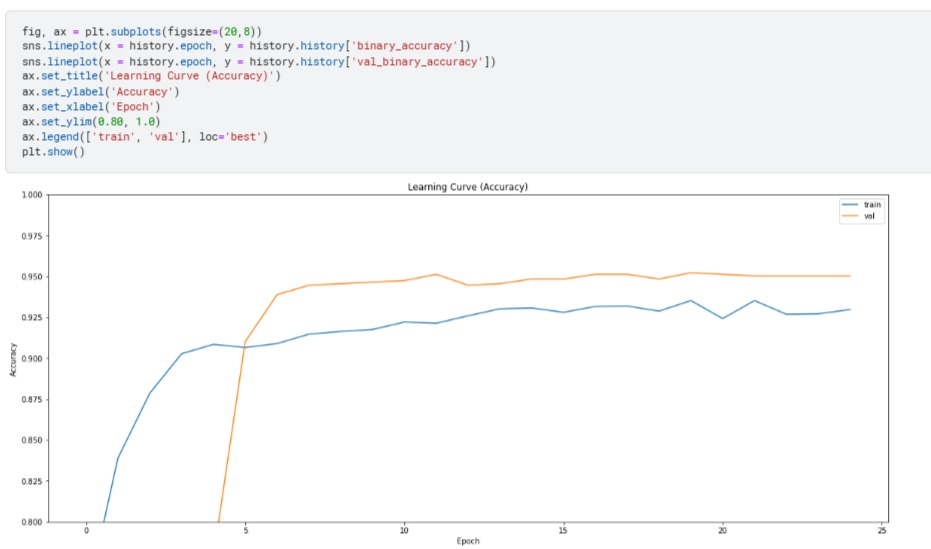 fig, ax = plt.subplots(figsize=(20,8))
sns.lineplot(x = history.epoch, y = history.history['binary_accuracy'])
sns.lineplot(x = history.epoch, y = history.history['val_binary_accuracy'])
ax.set_title('Learning Curve (Accuracy)')
ax.set_ylabel('Accuracy')
ax.set_xlabel('Epoch')
ax.set_ylim(0.80, 1.0)
ax.legend(['train', 'val'], loc='best')
plt.show()
Learning Curve (Accuracy)
1.000
0.975
0.950
0.925
0.900
0.875
0.850
0.825
0.800
Accuracy
train
val
0 5 10 15 20 25
Epoch